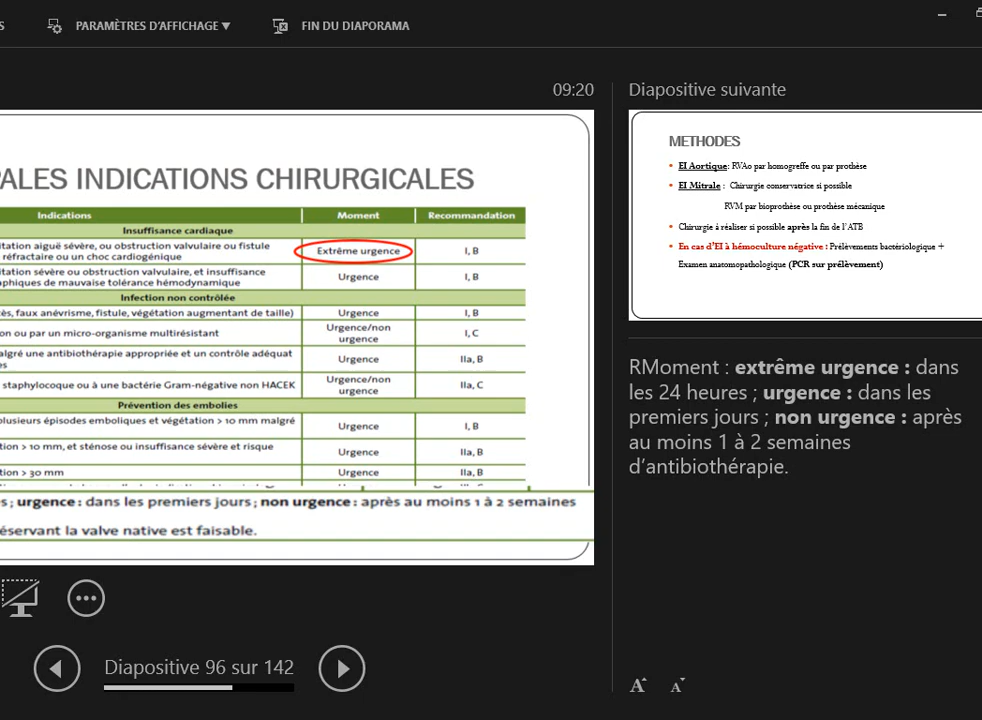 S
PARAMÈTRES D'AFFICHAGE ▼
FIN DU DIAPORAMA
09:20
PALES INDICATIONS CHIRURGICALES
Indications Moment Recommandation
Insuffisance cardiaque
itation aiguë sévère, ou obstruction valvulaire ou fistule
réfractaire ou un choc cardiogénique
Extrême urgence I, B
itation sévère ou obstruction valvulaire, et insuffisance
aphiques de mauvaise tolérance hémodynamique
Urgence I, B
Infection non contrôlée
ès, faux anévrisme, fistule, végétation augmentant de taille) Urgence I, B
on ou par un micro-organisme multirésistant Urgence/non urgence I, C
algré une antibiothérapie appropriée et un contrôle adéquat
es
Urgence IIa, B
staphylocoque ou à une bactérie Gram-négative non HACEK Urgence/non urgence IIa, C
Prévention des embolies
plusieurs épisodes emboliques et végétation > 10 mm malgré
Urgence I, B
tion > 10 mm, et sténose ou insuffisance sévère et risque
Urgence IIa, B
tion > 30 mm Urgence IIa, B
s ; urgence : dans les premiers jours ; non urgence : après au moins 1 à 2 semaines
éservant la valve native est faisable.
Diapositive 96 sur 142
Diapositive suivante
METHODES
• EI Aortique: RVAo par homogreffe ou par prothèse
• EI Mitrale : Chirurgie conservatrice si possible
RVM par bioprothèse ou prothèse mécanique
• Chirurgie à réaliser si possible après la fin de l'ATB
• En cas d'EI à hémoculture négative : Prélèvements bactériologique +
Examen anatomopathologique (PCR sur prélèvement)
RMoment : extrême urgence : dans
les 24 heures ; urgence : dans les
premiers jours ; non urgence : après
au moins 1 à 2 semaines
d'antibiothérapie.
A A